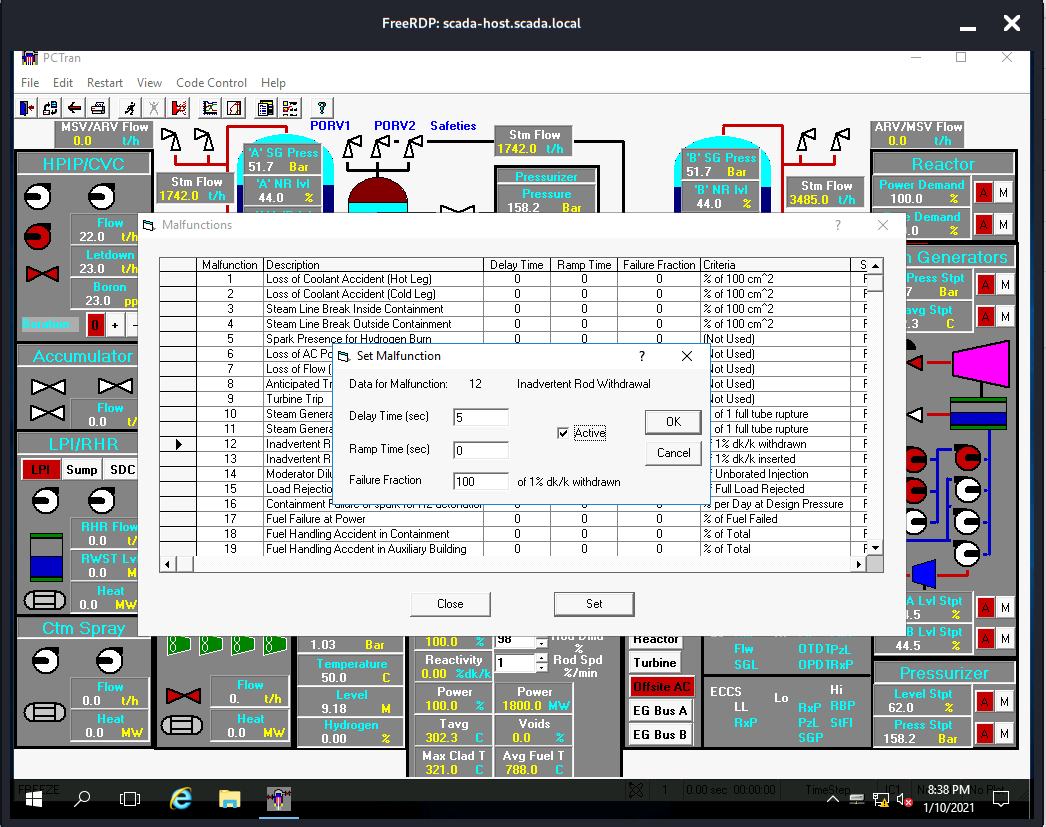 FreeRDP: scada-host.scada.local
PCTran
File Edit Restart View Code Control Help
MSV/ARV Flow
0.0 t/h
PORV1 PORV2 Safeties
Stm Flow
1742.0 t/h
ARV/MSV Flow
0.0 t/h
HPIP/CVC
'A' SG Press
51.7 Bar
'A' NR lvl
44.0 %
Stm Flow
1742.0 t/h
Pressurizer
Pressure
158.2 Bar
'B' SG Press
51.7 Bar
'B' NR lvl
44.0 %
Stm Flow
3485.0 t/h
Reactor
Power Demand
100.0 %
A M
Demand
%
A M
Flow
22.0 t/h
Letdown
23.0 t/h
Boron
23.0 pp
0 + -
Generators
Press Stpt
Bar
A M
avg Stpt
.3 C
A M
Malfunctions
Malfunction Description Delay Time Ramp Time Failure Fraction Criteria S
1 Loss of Coolant Accident (Hot Leg) 0 0 0 % of 100 cm^2 F
2 Loss of Coolant Accident (Cold Leg) 0 0 0 % of 100 cm^2 F
3 Steam Line Break Inside Containment 0 0 0 % of 100 cm^2 F
4 Steam Line Break Outside Containment 0 0 0 % of 100 cm^2 F
5 Spark Presence for Hydrogen Burn 0 0 0 (Not Used) F
6 Loss of AC Po Not Used) F
7 Loss of Flow ( Not Used) F
8 Anticipated Tr Not Used) F
9 Turbine Trip Not Used) F
10 Steam Genera of 1 full tube rupture F
11 Steam Genera of 1 full tube rupture F
12 Inadvertent R 1% dk/k withdrawn F
13 Inadvertent R 1% dk/k inserted F
14 Moderator Dilu Unborated Injection F
15 Load Rejectio Full Load Rejected F
16 Containment Failure or spark for H2 detonation 0 0 0 % per Day at Design Pressure F
17 Fuel Failure at Power 0 0 0 % of Fuel Failed F
18 Fuel Handling Accident in Containment 0 0 0 % of Total F
19 Fuel Handling Accdent in Auxiliary Building 0 0 0 % of Total F
Close Set
Set Malfunction
Data for Malfunction: 12 Inadvertent Rod Withdrawal
Delay Time (sec) 5
Active
OK
Ramp Time (sec) 0
Cancel
Failure Fraction 100 of 1% dk/k withdrawn
Accumulator
Flow
0.0 t/
LPI/RHR
LPI Sump SDC
RHR Flow
0.0 t/
RWST Lv
0.0 M
Heat
0.0 MW
Ctm Spray
Flow
0.0 t/h
Heat
0.0 MW
Flow
0. t/h
Heat
0.0 MW
1.03 Bar
Temperature
50.0 C
Level
9.18 M
Hydrogen
0.00 %
100.0 %
98
Rod Dmd
%
Reactivity
0.00 %dk/k
1
Rod Spd
%/min
Power
100.0 %
Power
1800.0 MW
Tavg
302.3 C
Voids
0.0 %
Max Clad T
321.0 C
Avg Fuel T
788.0 C
Reactor
Turbine
Offsite AC
EG Bus A
EG Bus B
Flw
SGL
OTDT PzL
OPDT RxP
ECCS
LL
RxP
Lo
RxP
PzL
SGP
Hi
RBP
StFl
A Lvl Stpt
4.5 %
A M
B Lvl Stpt
44.5 %
A M
Pressurizer
Level Stpt
62.0 %
A M
Press Stpt
158.2 Bar
A M
FREEZE
1 0.00 sec 00:00:00 TimeStep IC1
8:38 PM
1/10/2021